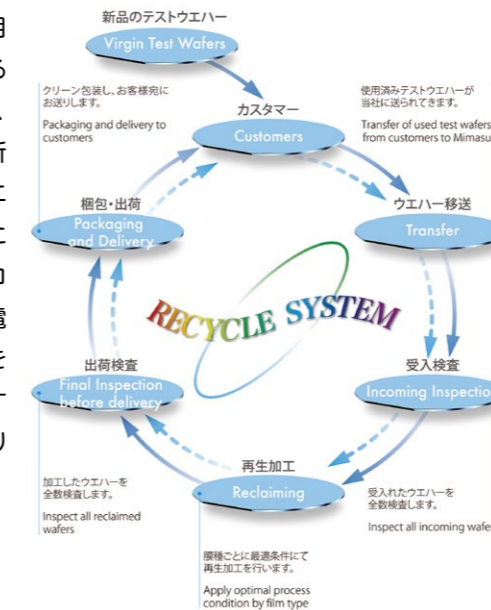 新品のテストウエハー
Virgin Test Wafers
クリーン包装し、お客様宛に
お送りします。
Packaging and delivery to
customers
カスタマー
Customers
使用済みテストウエハーが
当社に送られてきます。
Transfer of used test wafers
from customers to Mimasu
梱包・出荷
Packaging
and Delivery
ウエハー移送
Transfer
RECYCLE SYSTEM
出荷検査
Final Inspection
before delivery
受入検査
Incoming Inspection
再生加工
Reclaiming
加工したウエハーを
全数検査します。
Inspect all reclaimed
wafers
受入れたウエハーを
全数検査します。
Inspect all incoming wafer
膜種ごとに最適条件にて
再生加工を行います。
Apply optimal process
condition by film type